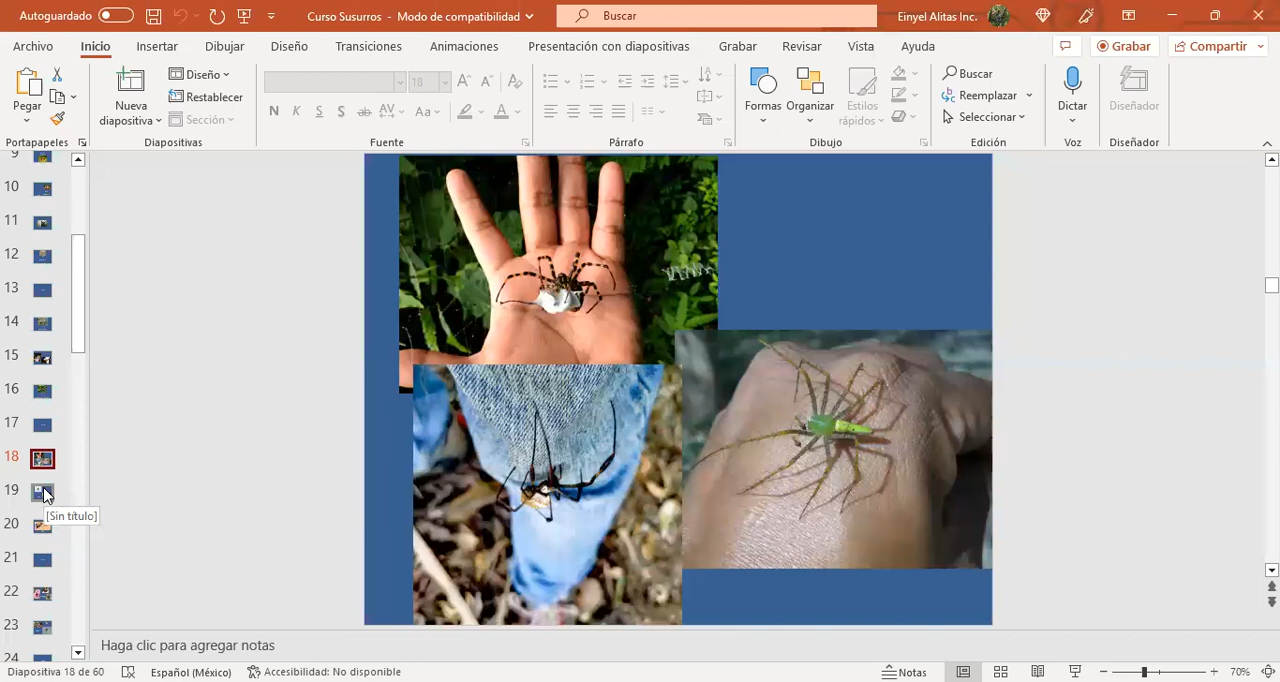 Autoguardado
Curso Susurros - Modo de compatibilidad
Buscar
Einyel Alitas Inc.
Archivo Inicio Insertar Dibujar Diseño Transiciones Animaciones Presentación con diapositivas Grabar Revisar Vista Ayuda
Grabar
Compartir
Pegar
Nueva diapositiva
Diseño
Restablecer
Sección
18
N K S S ab AV Aa A
Formas
Organizar
Estilos rápidos
Buscar
Reemplazar
Seleccionar
Dictar
Diseñador
Portapapeles Diapositivas Fuente Párrafo Dibujo Edición Voz Diseñador
9
10
11
12
13
14
15
16
17
18
19
[Sin título]
20
21
22
23
24
Haga clic para agregar notas
Diapositiva 18 de 60
Español (México)
Accesibilidad: No disponible
Notas
70%